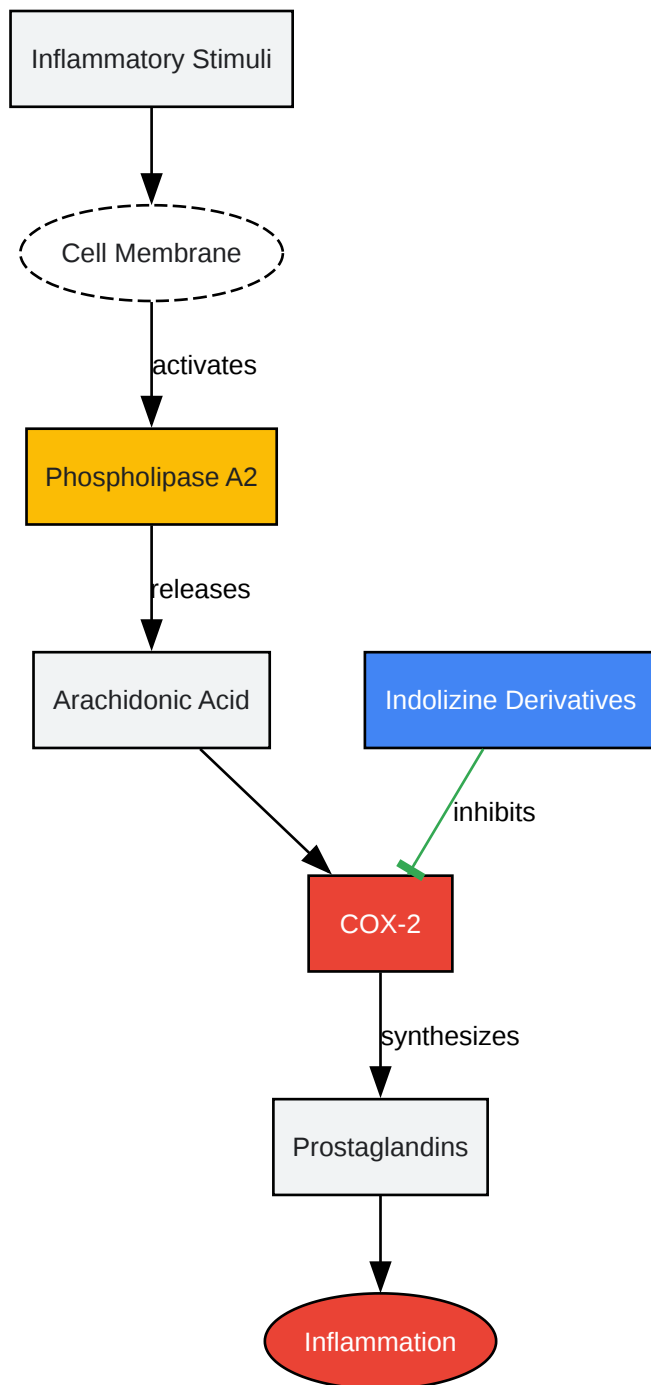 Inflammatory Stimuli
Cell Membrane
activates
Phospholipase A2
releases
Arachidonic Acid
Indolizine Derivatives
inhibits
COX-2
synthesizes
Prostaglandins
Inflammation